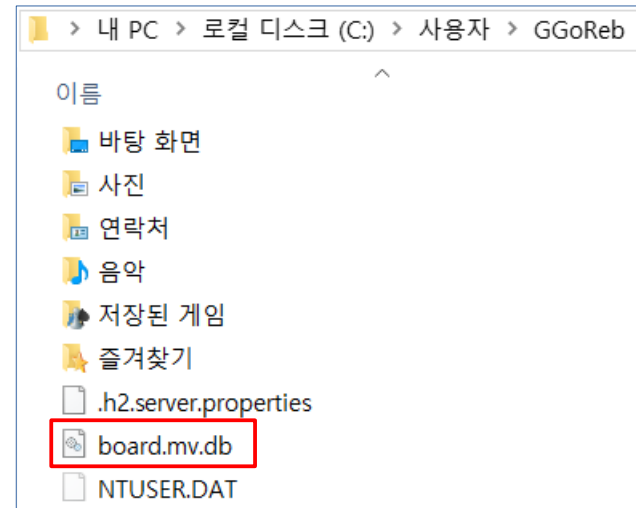 > 내 PC > 로컬 디스크 (C:) > 사용자 > GGoReb
이름
바탕 화면
사진
연락처
음악
저장된 게임
즐겨찾기
.h2.server.properties
board.mv.db
NTUSER.DAT